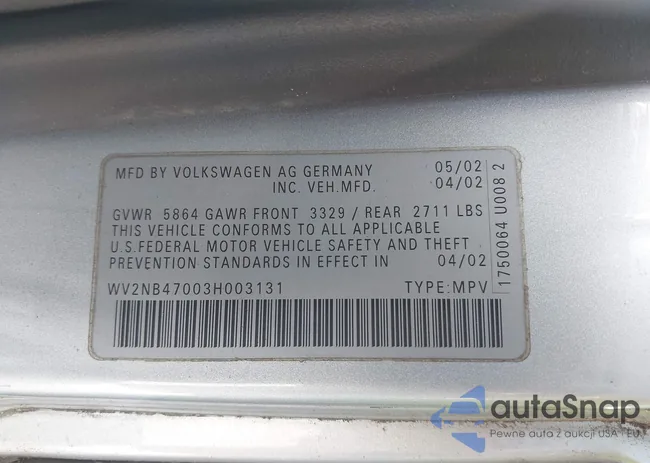 MFD BY VOLKSWAGEN AG GERMANY 05/02
INC. VEH.MFD. 04/02
GVWR 5864 GAWR FRONT 3329 / REAR 2711 LBS
THIS VEHICLE CONFORMS TO ALL APPLICABLE
U.S.FEDERAL MOTOR VEHICLE SAFETY AND THEFT
PREVENTION STANDARDS IN EFFECT IN 04/02
WV2NB47003H003131 TYPE:MPV
1750064 U008 2
autaSnap
Pewne auta z aukcji USA i EU